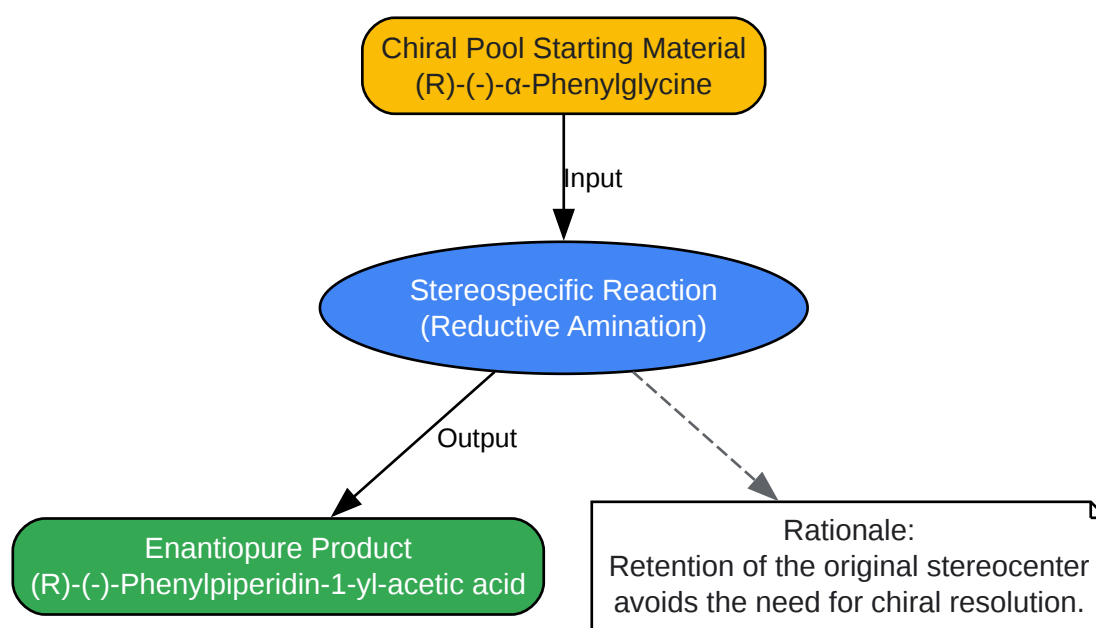 Chiral Pool Starting Material
(R)-(-)-α-Phenylglycine
Input
Stereospecific Reaction
(Reductive Amination)
Output
Enantiopure Product
(R)-(-)-Phenylpiperidin-1-yl-acetic acid
Rationale:
Retention of the original stereocenter
avoids the need for chiral resolution.